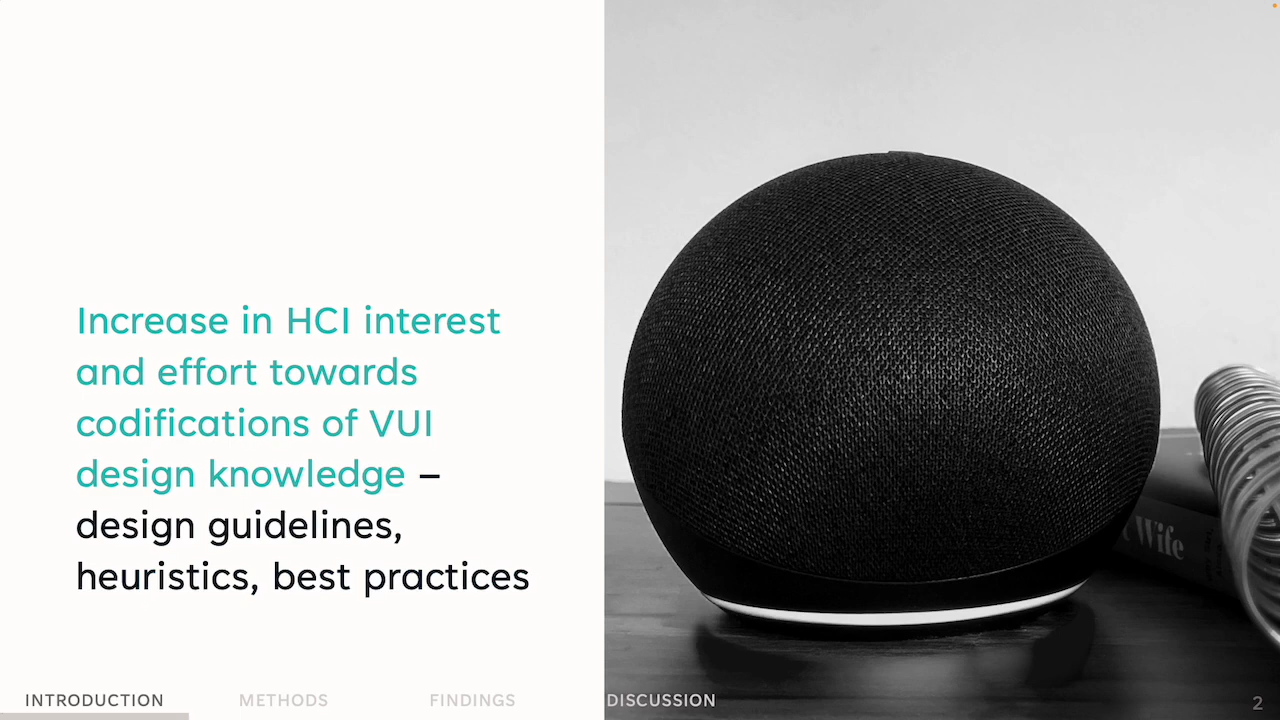 Increase in HCI interest
and effort towards
codifications of VUI
design knowledge –
design guidelines,
heuristics, best practices
Wife
INTRODUCTION METHODS FINDINGS DISCUSSION 2